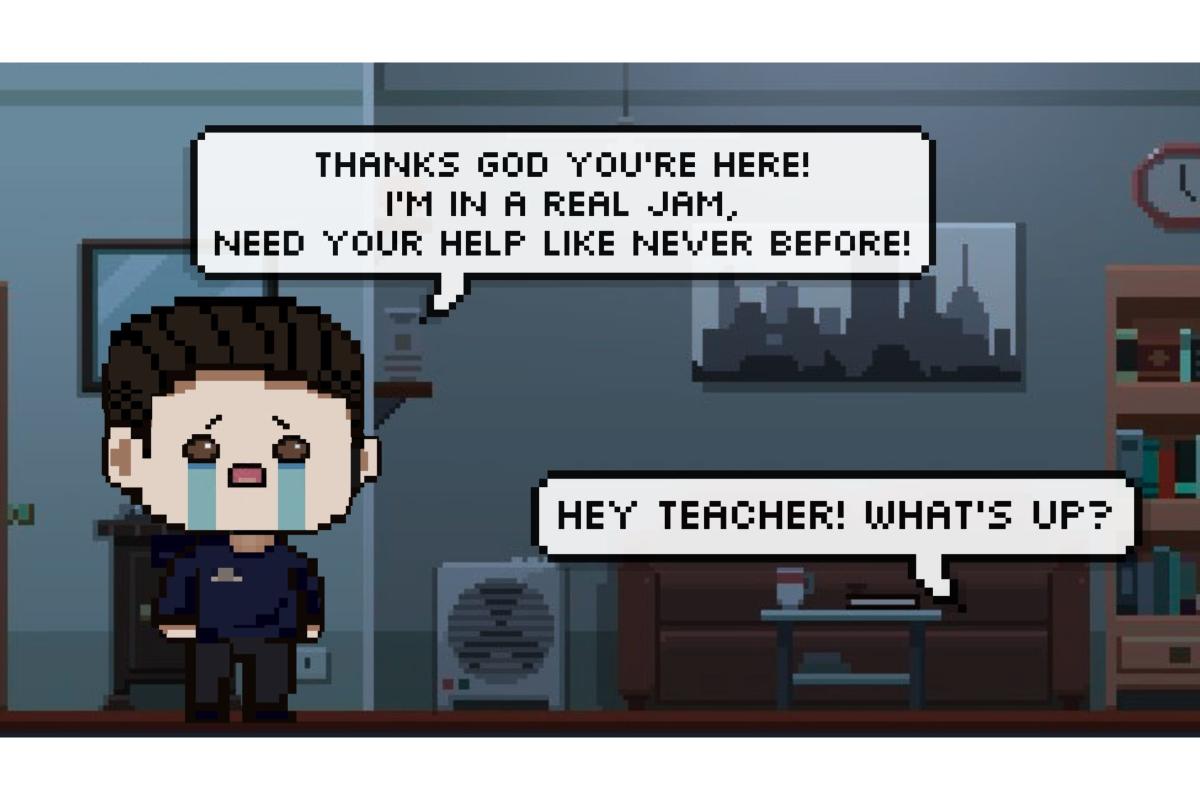 THANKS GOD YOU'RE HERE!
I'M IN A REAL JAM,
NEED YOUR HELP LIKE NEVER BEFORE!
HEY TEACHER! WHAT'S UP?